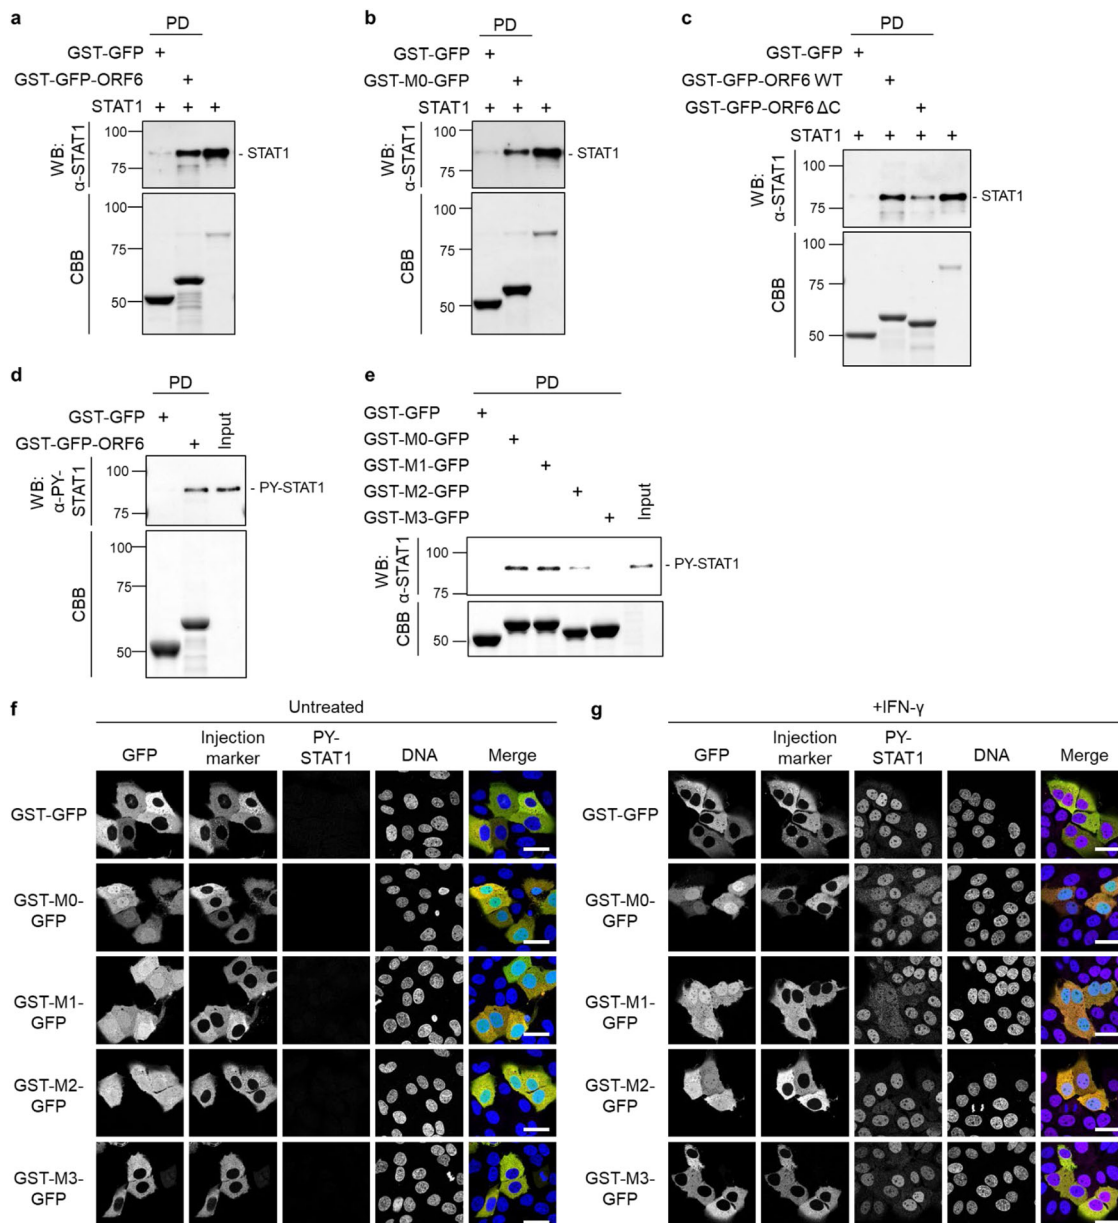 a
PD
GST-GFP +
GST-GFP-ORF6 +
STAT1 + + +
WB:
α-STAT1
100
75
- STAT1
CBB
100
75
50
b
PD
GST-GFP +
GST-M0-GFP +
STAT1 + + +
WB:
α-STAT1
100
75
- STAT1
CBB
100
75
50
c
PD
GST-GFP +
GST-GFP-ORF6 WT +
GST-GFP-ORF6 ΔC +
STAT1 + + + +
WB:
α-STAT1
100
75
- STAT1
CBB
100
75
50
d
PD
GST-GFP +
GST-GFP-ORF6 +
Input
WB:
α-PY-
STAT1
100
75
- PY-STAT1
CBB
100
75
50
e
PD
GST-GFP +
GST-M0-GFP +
GST-M1-GFP +
GST-M2-GFP +
GST-M3-GFP +
Input
WB:
α-STAT1
100
75
- PY-STAT1
CBB
50
f
Untreated
GFP Injection marker PY-STAT1 DNA Merge
GST-GFP
GST-M0-
GFP
GST-M1-
GFP
GST-M2-
GFP
GST-M3-
GFP
g
+IFN-γ
GFP Injection marker PY-STAT1 DNA Merge
GST-GFP
GST-M0-
GFP
GST-M1-
GFP
GST-M2-
GFP
GST-M3-
GFP